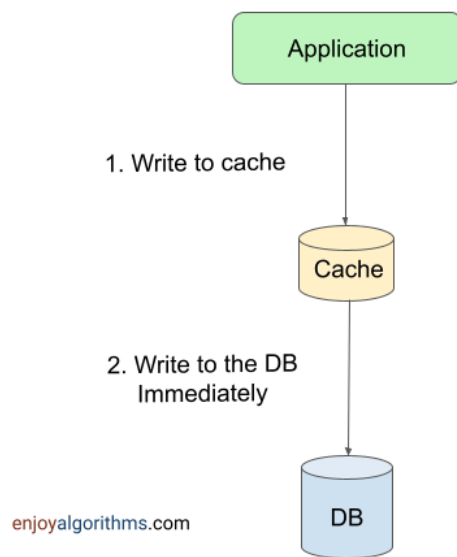 Application
1. Write to cache
Cache
2. Write to the DB
Immediately
DB
enjoyalgorithms.com